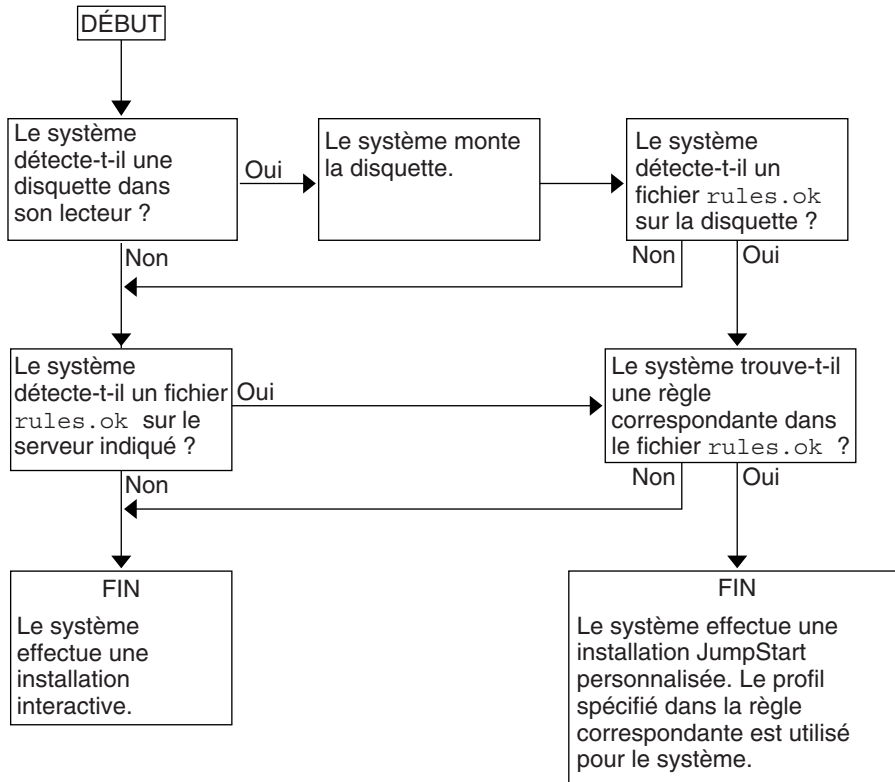 DÉBUT
Le système
détecte-t-il une
disquette dans
son lecteur ?
Oui
Le système monte
la disquette.
Le système
détecte-t-il un
fichier rules.ok
sur la disquette ?
Non
Non
Oui
Le système
détecte-t-il un fichier
rules.ok sur le
serveur indiqué ?
Oui
Le système trouve-t-il
une règle
correspondante dans
le fichier rules.ok ?
Non
Non
Oui
FIN
Le système
effectue une
installation
interactive.
FIN
Le système effectue une
installation JumpStart
personnalisée. Le profil
spécifié dans la règle
correspondante est utilisé
pour le système.